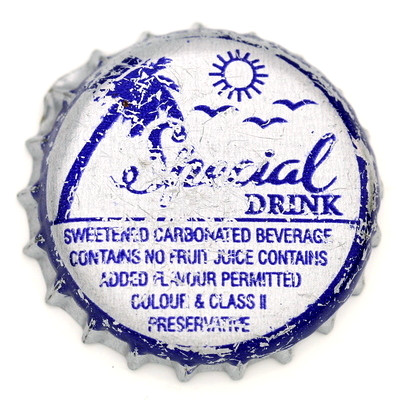 Special
DRINK
SWEETENED CARBONATED BEVERAGE
CONTAINS NO FRUIT JUICE CONTAINS
ADDED FLAVOUR PERMITTED
COLOUR & CLASS II
PRESERVATIVE